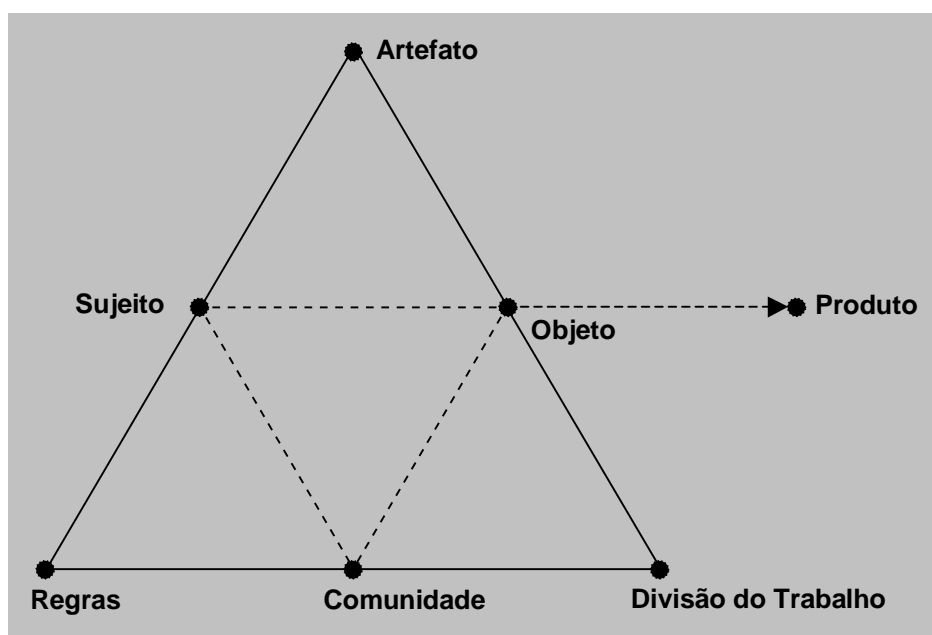 Artefato
Sujeito
Produto
Objeto
Regras
Comunidade
Divisão do Trabalho